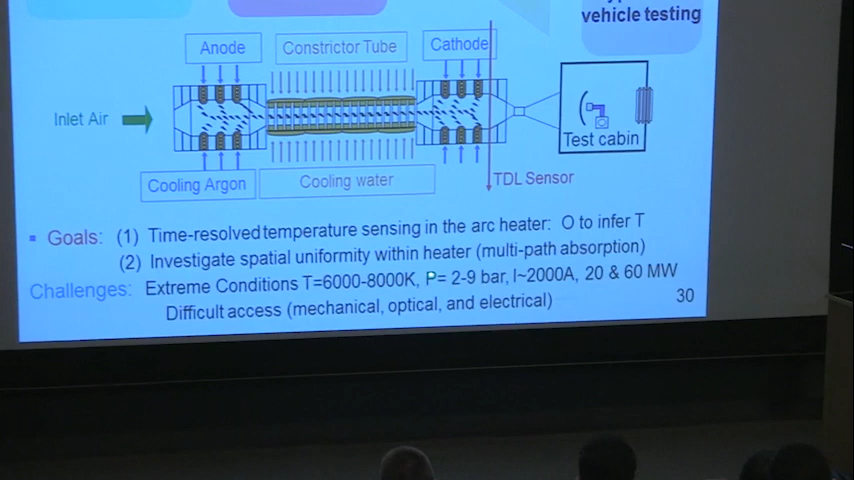 vehicle testing
Anode
Constrictor Tube
Cathode
Inlet Air
Test cabin
Cooling Argon
Cooling water
TDL Sensor
▪ Goals: (1) Time-resolved temperature sensing in the arc heater: O to infer T
(2) Investigate spatial uniformity within heater (multi-path absorption)
Challenges: Extreme Conditions T=6000-8000K, P= 2-9 bar, I~2000A, 20 & 60 MW
Difficult access (mechanical, optical, and electrical)
30